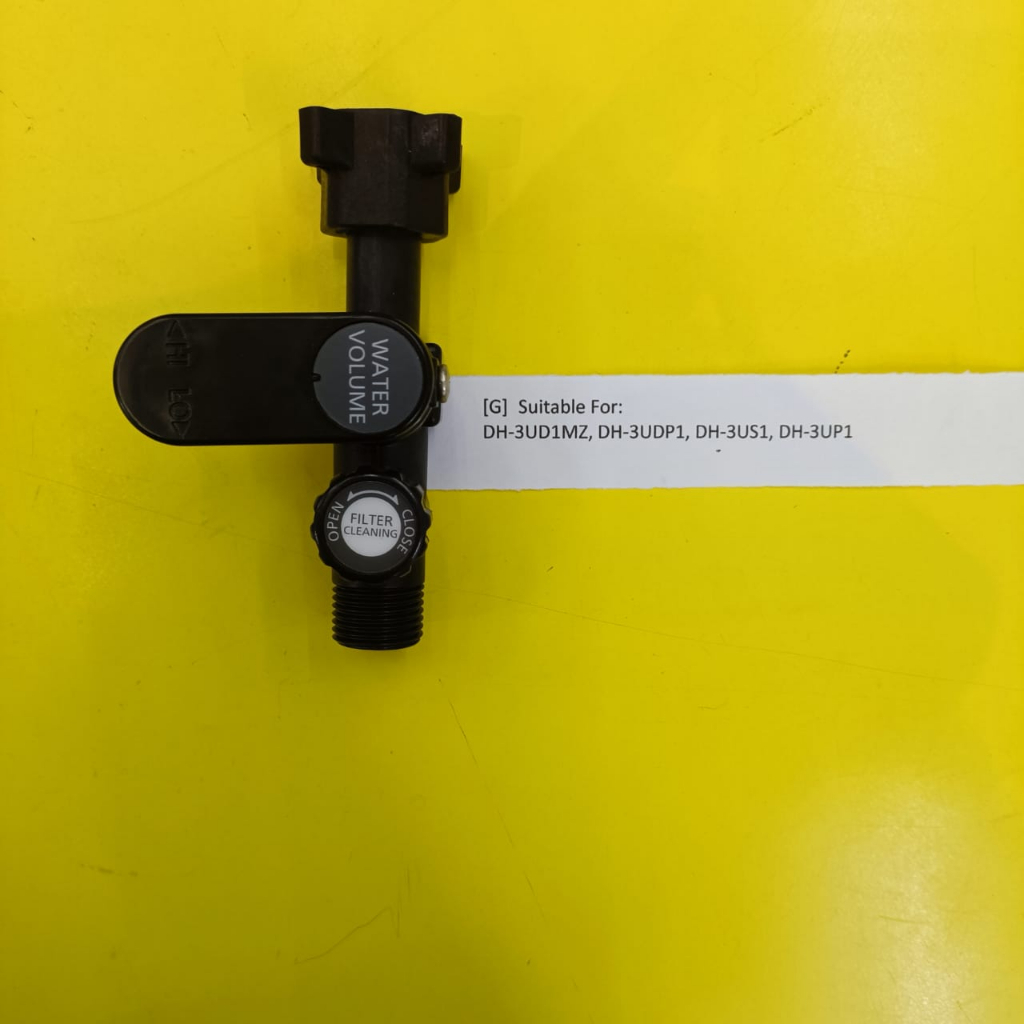 HI
LO
WATER
VOLUME
[G] Suitable For:
DH-3UD1MZ, DH-3UDP1, DH-3US1, DH-3UP1
OPEN
CLOSE
FILTER
CLEANING